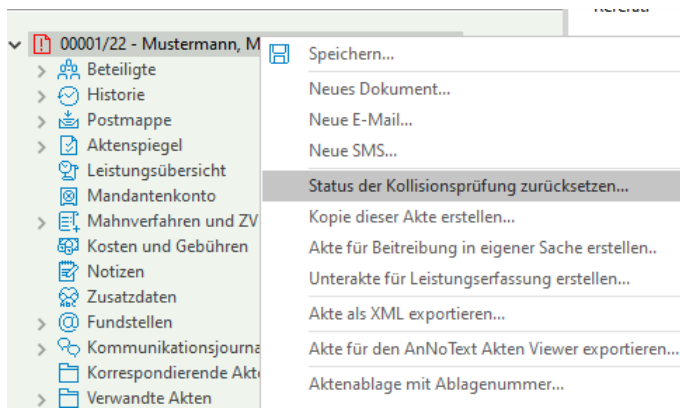 00001/22 - Mustermann, M
Beteiligte
Historie
Postmappe
Aktenspiegel
Leistungsübersicht
Mandantenkonto
Mahnverfahren und ZV
Kosten und Gebühren
Notizen
Zusatzdaten
Fundstellen
Kommunikationsjourna
Korrespondierende Akt
Verwandte Akten
Speichern...
Neues Dokument...
Neue E-Mail...
Neue SMS...
Status der Kollisionsprüfung zurücksetzen...
Kopie dieser Akte erstellen...
Akte für Beitreibung in eigener Sache erstellen..
Unterakte für Leistungserfassung erstellen...
Akte als XML exportieren...
Akte für den AnNoText Akten Viewer exportieren...
Aktenablage mit Ablagenummer...